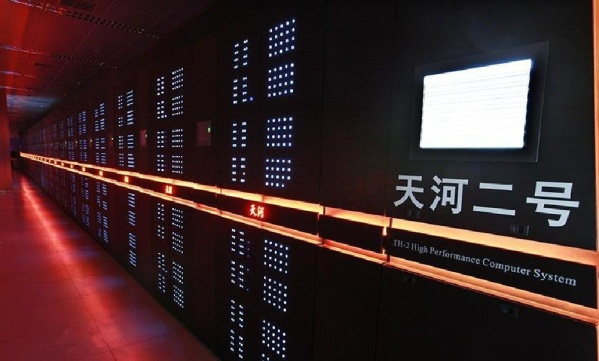 天河二号
TH-2 High Performance Computer System
天河